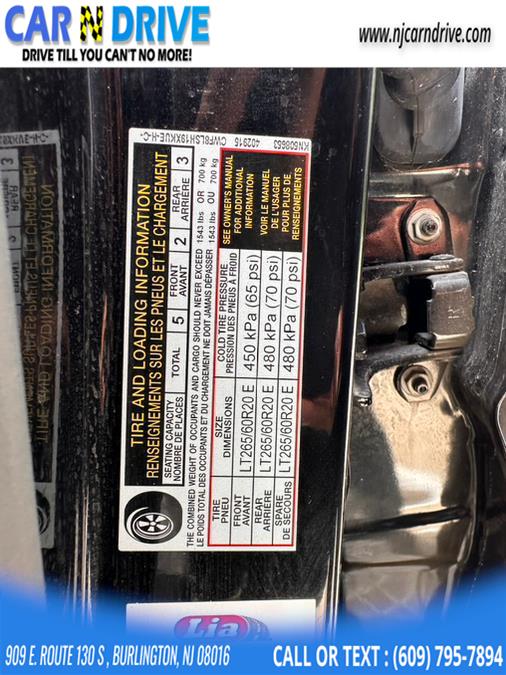 CAR N DRIVE
DRIVE TILL YOU CAN'T NO MORE!
www.njcarndrive.com
TIRE AND LOADING INFORMATION
RENSEIGNEMENTS SUR LES PNEUS ET LE CHARGEMENT
SEATING CAPACITY
NOMBRE DE PLACES
TOTAL 5
FRONT
AVANT 2
REAR
ARRIÈRE 3
THE COMBINED WEIGHT OF OCCUPANTS AND CARGO SHOULD NEVER EXCEED 1543 lbs OR 700 kg
LE POIDS TOTAL DES OCCUPANTS ET DU CHARGEMENT NE DOIT JAMAIS DÉPASSER 1543 lbs OU 700 kg
TIRE
PNEU
SIZE
DIMENSIONS
COLD TIRE PRESSURE
PRESSION DES PNEUS À FROID
FRONT
AVANT
LT265/60R20 E
450 kPa (65 psi)
REAR
ARRIÈRE
LT265/60R20 E
480 kPa (70 psi)
SPARE
DE SECOURS
LT265/60R20 E
480 kPa (70 psi)
SEE OWNER'S MANUAL
FOR ADDITIONAL
INFORMATION
VOIR LE MANUEL
DE L'USAGER
POUR PLUS DE
RENSEIGNEMENTS
402915
Lia
909 E. ROUTE 130 S , BURLINGTON, NJ 08016
CALL OR TEXT : (609) 795-7894